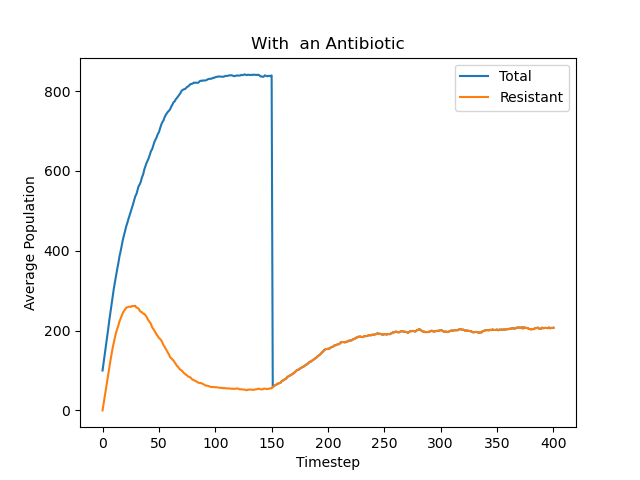 With  an Antibiotic
Total
Resistant
Average Population
800
600
400
200
0
0 50 100 150 200 250 300 350 400
Timestep